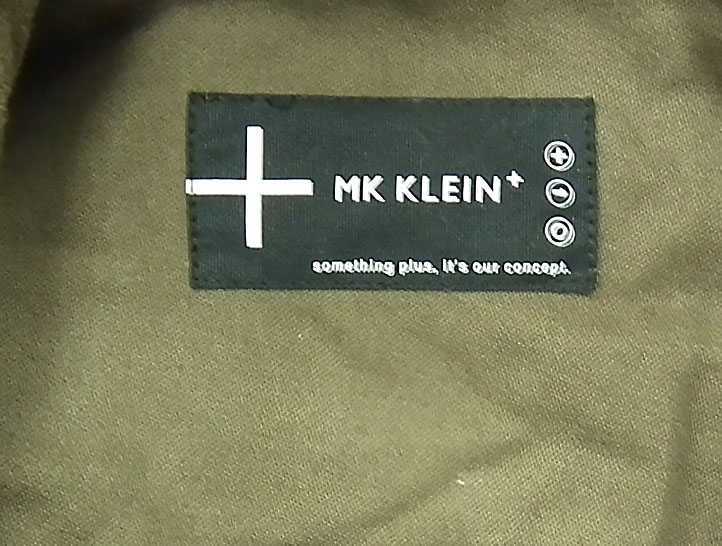 MK KLEIN+
something plus, it's our concept.